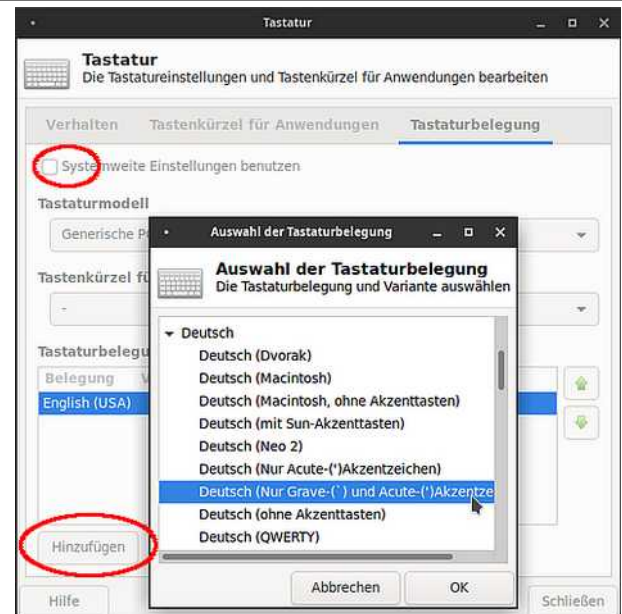 Tastatur
Tastatur
Die Tastatureinstellungen und Tastenkürzel für Anwendungen bearbeiten
Verhalten Tastenkürzel für Anwendungen Tastaturbelegung
Systemweite Einstellungen benutzen
Tastaturmodell
Generische
Tastenkürzel
-
Belegung
English (USA)
Hinzufügen
Hilfe
Schließen
Auswahl der Tastaturbelegung
Auswahl der Tastaturbelegung
Die Tastaturbelegung und Variante auswählen
Deutsch
Deutsch (Dvorak)
Deutsch (Macintosh)
Deutsch (Macintosh, ohne Akzenttasten)
Deutsch (mit Sun-Akzenttasten)
Deutsch (Neo 2)
Deutsch (Nur Acute-(')Akzentzeichen)
Deutsch (Nur Grave-(`) und Acute-(')Akzentze
Deutsch (ohne Akzenttasten)
Deutsch (QWERTY)
Abbrechen OK